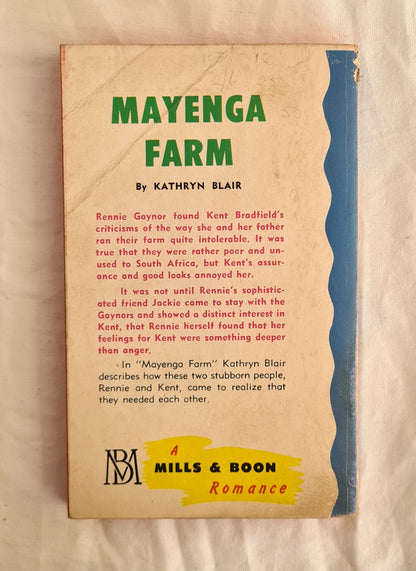 MAYENGA
FARM
By KATHRYN BLAIR
Rennie Gaynor found Kent Bradfield's
criticisms of the way she and her father
ran their farm quite intolerable. It was
true that they were rather poor and un-
used to South Africa, but Kent's assur-
ance and good looks annoyed her.
It was not until Rennie's sophistic-
ated friend Jackie came to stay with the
Gaynors and showed a distinct interest in
Kent, that Rennie herself found that her
feelings for Kent were something deeper
than anger.
In "Mayenga Farm" Kathryn Blair
describes how these two stubborn people,
Rennie and Kent, came to realize that
they needed each other.
MB
A
MILLS & BOON
Romance